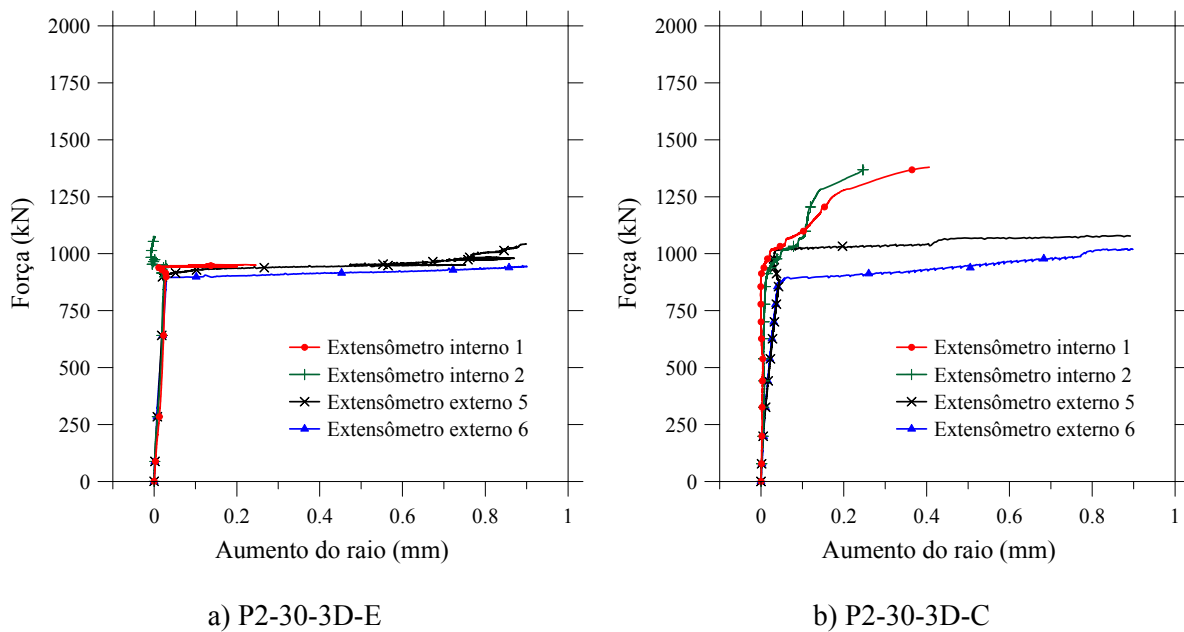 2000
1750
1500
1250
1000
750
500
250
0
Força (kN)
0 0.2 0.4 0.6 0.8 1
Aumento do raio (mm)
Extensômetro interno 1
Extensômetro interno 2
Extensômetro externo 5
Extensômetro externo 6
a) P2-30-3D-E
2000
1750
1500
1250
1000
750
500
250
0
Força (kN)
0 0.2 0.4 0.6 0.8 1
Aumento do raio (mm)
Extensômetro interno 1
Extensômetro interno 2
Extensômetro externo 5
Extensômetro externo 6
b) P2-30-3D-C